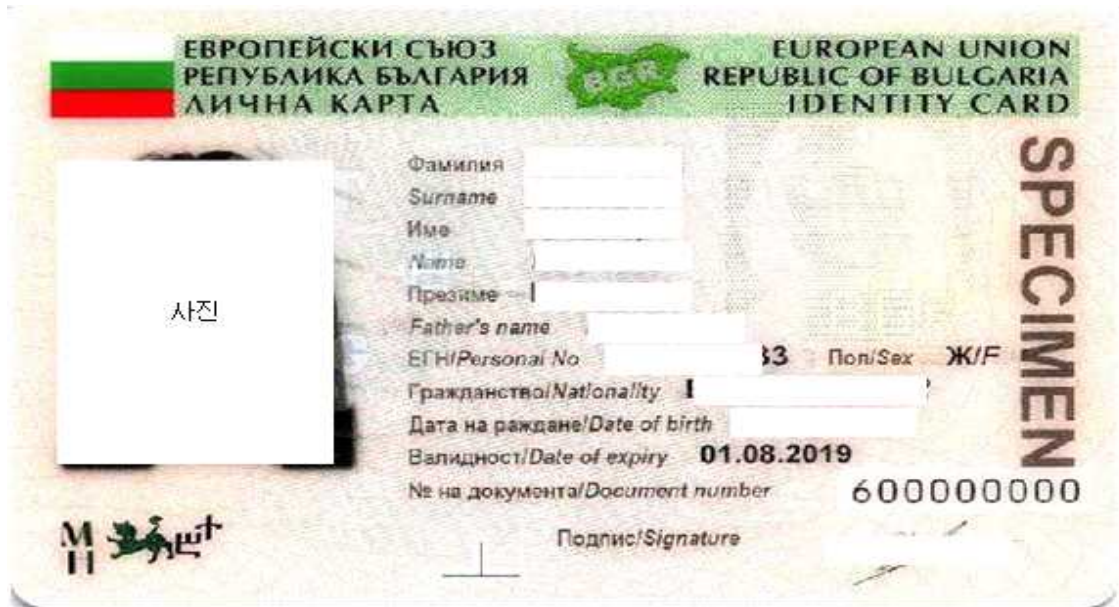 ЕВРОПЕЙСКИ СЪЮЗ
РЕПУБЛИКА БЪЛГАРИЯ
ЛИЧНА КАРТА
BGR
EUROPEAN UNION
REPUBLIC OF BULGARIA
IDENTITY CARD
SPECIMEN
사진
Фамилия
Surname
Име
Name
Презиме
Father's name
ЕГН/Personal No 33 Пол/Sex Ж/F
Гражданство/Nationality
Дата на раждане/Date of birth
Валидност/Date of expiry 01.08.2019
№ на документа/Document number 600000000
Подпис/Signature